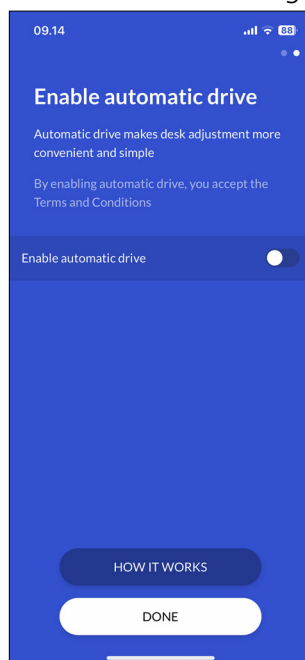 09.14
88
Enable automatic drive
Automatic drive makes desk adjustment more
convenient and simple
By enabling automatic drive, you accept the
Terms and Conditions
Enable automatic drive
HOW IT WORKS
DONE